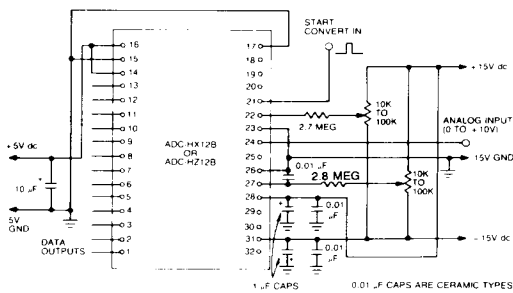 START
CONVERT IN
16
15
14
13
12
11
10
9
8
7
6
5
4
3
2
1
17
18
19
20
21
22
23
24
25
26
27
28
29
30
31
32
ADC-HX12B
OR
ADC-HZ12B
+15V dc
10K
TO
100K
2.7 MEG
ANALOG INPUT
(0 TO +10V)
15V GND
0.01 µF
2.8 MEG
10K
TO
100K
+5V dc
+
10 µF
5V
GND
DATA
OUTPUTS
+
0.01
µF
+
0.01
µF
-15V dc
1 µF CAPS
0.01 µF CAPS ARE CERAMIC TYPES